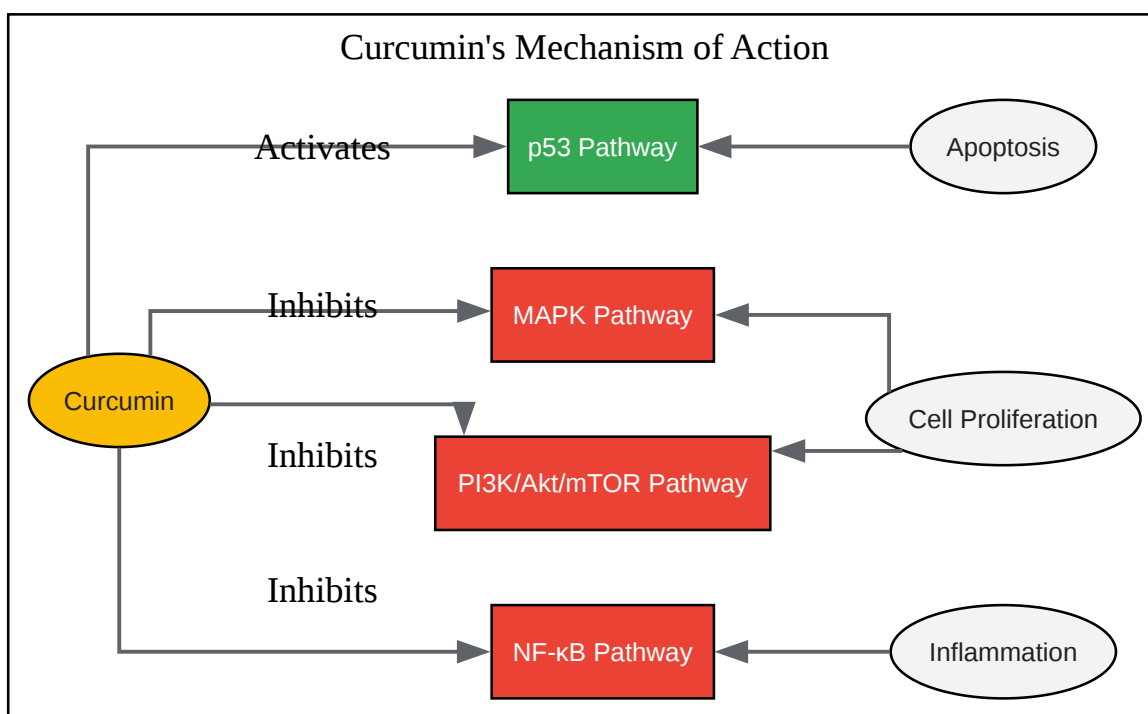 Curcumin's Mechanism of Action
Activates
p53 Pathway
Apoptosis
Inhibits
MAPK Pathway
Curcumin
Cell Proliferation
Inhibits
PI3K/Akt/mTOR Pathway
Inhibits
NF-κB Pathway
Inflammation